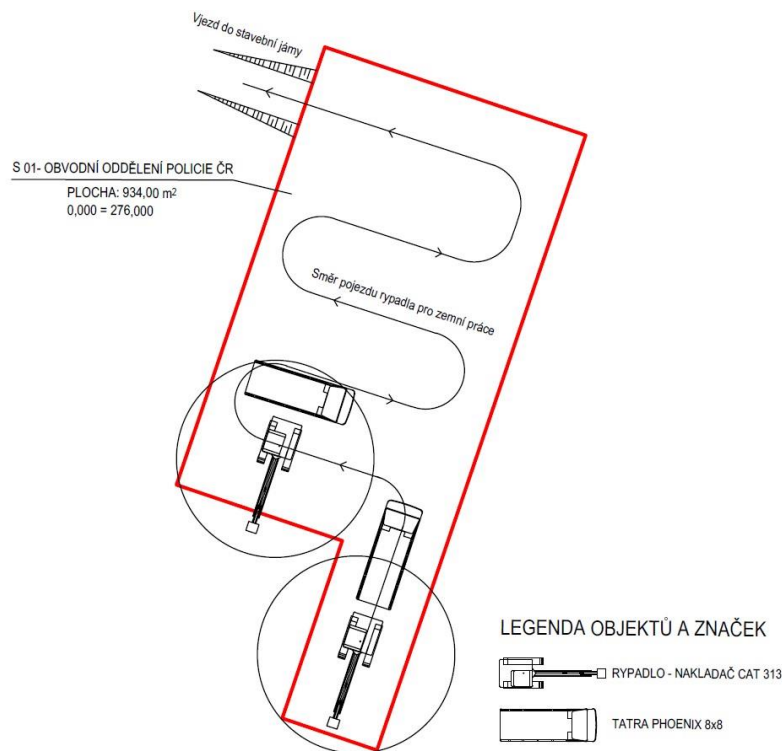 Vjezd do stavební jámy
S 01- OBVODNÍ ODDĚLENÍ POLICIE ČR
PLOCHA: 934,00 m²
0,000 = 276,000
Směr pojezdu rypadla pro zemní práce
LEGENDA OBJEKTŮ A ZNAČEK
RYPADLO - NAKLADAČ CAT 313
TATRA PHOENIX 8x8